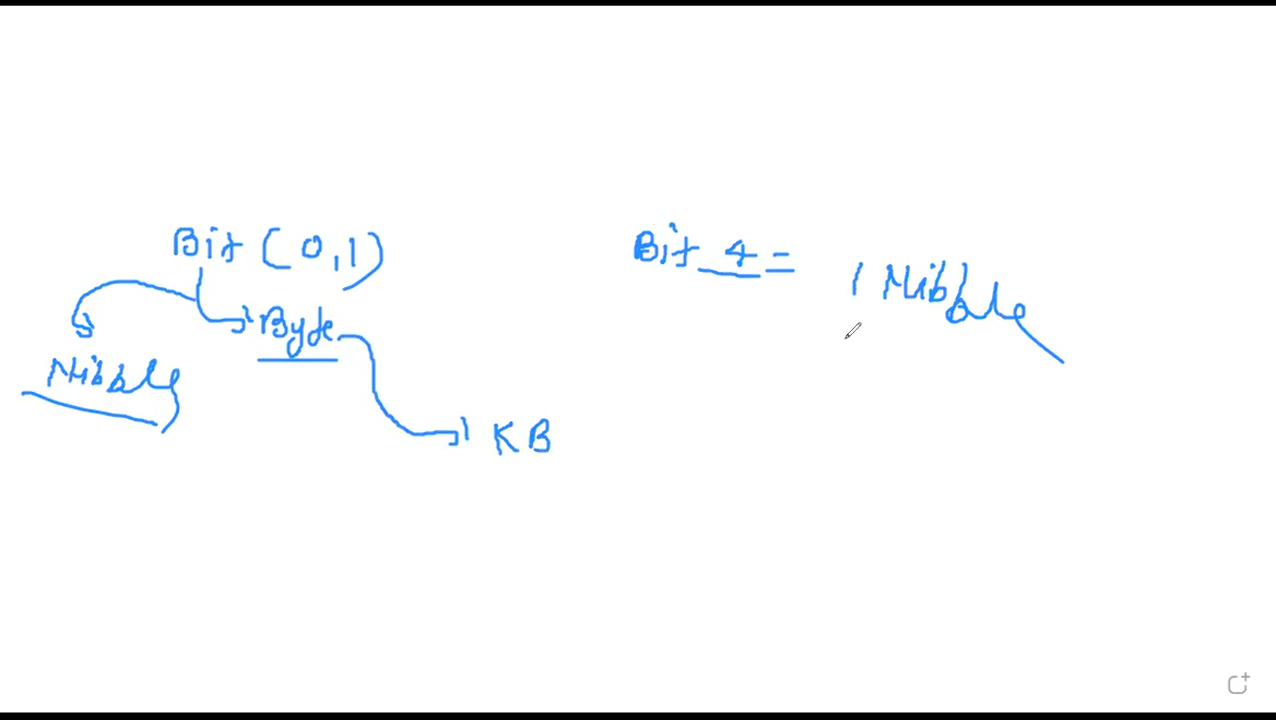 Bit (0,1)
Byte
Nibble
KB
Bit 4 =
1 Nibble